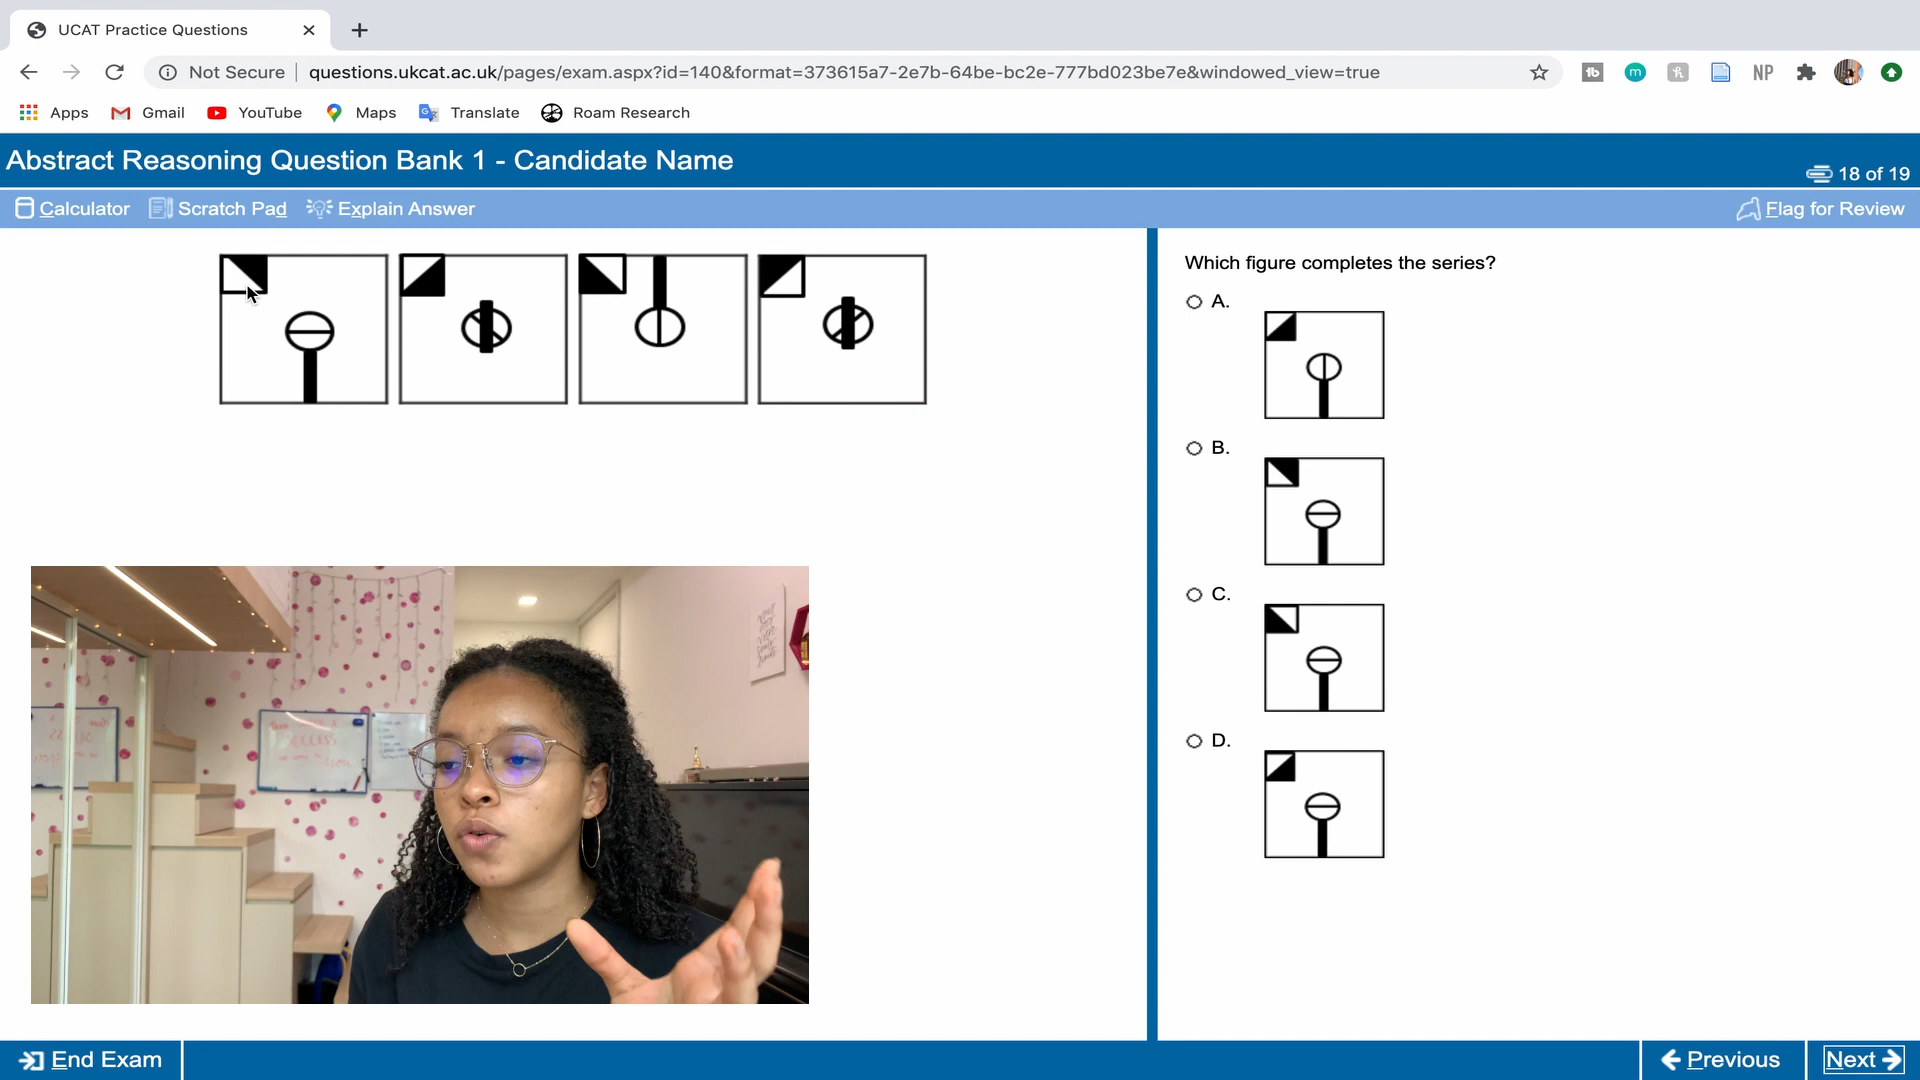 UCAT Practice Questions
Not Secure questions.ukcat.ac.uk/pages/exam.aspx?id=140&format=373615a7-2e7b-64be-bc2e-777bd023be7e&windowed_view=true
tb m NP
Apps Gmail YouTube Maps Translate Roam Research
Abstract Reasoning Question Bank 1 - Candidate Name
18 of 19
Calculator Scratch Pad Explain Answer Flag for Review
Which figure completes the series?
A.
B.
C.
D.
SUCCESS
End Exam Previous Next